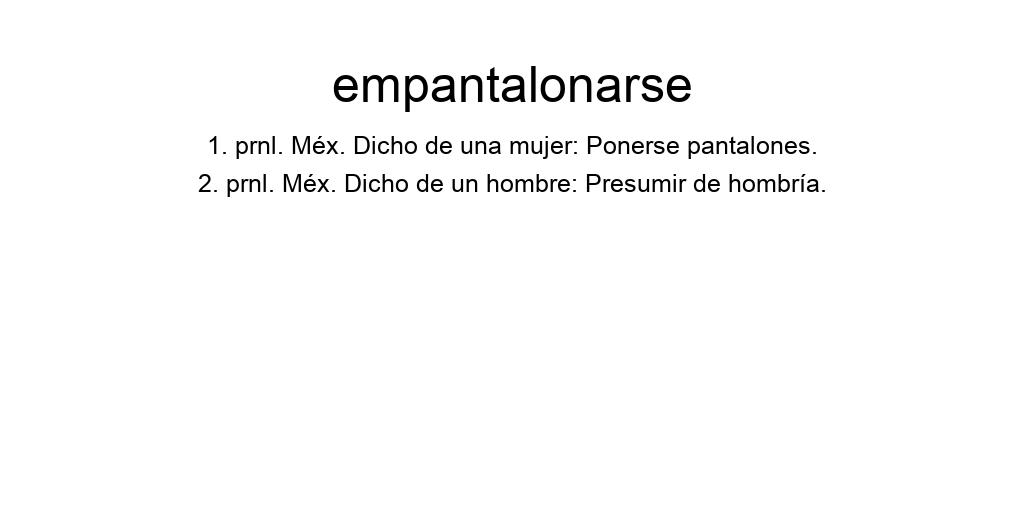 empantalonarse
1. prnl. Méx. Dicho de una mujer: Ponerse pantalones.
2. prnl. Méx. Dicho de un hombre: Presumir de hombría.